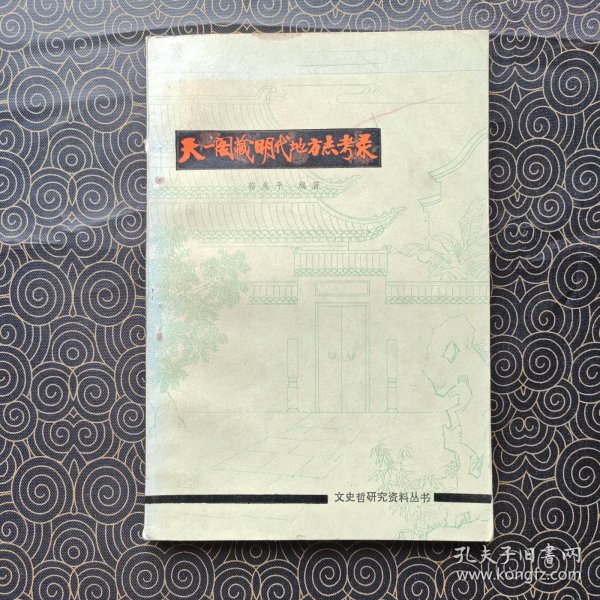 天一阁藏明代地方志考录
骆兆平 编著
文史哲研究资料丛书
孔夫子旧书网
www.kongfz.com